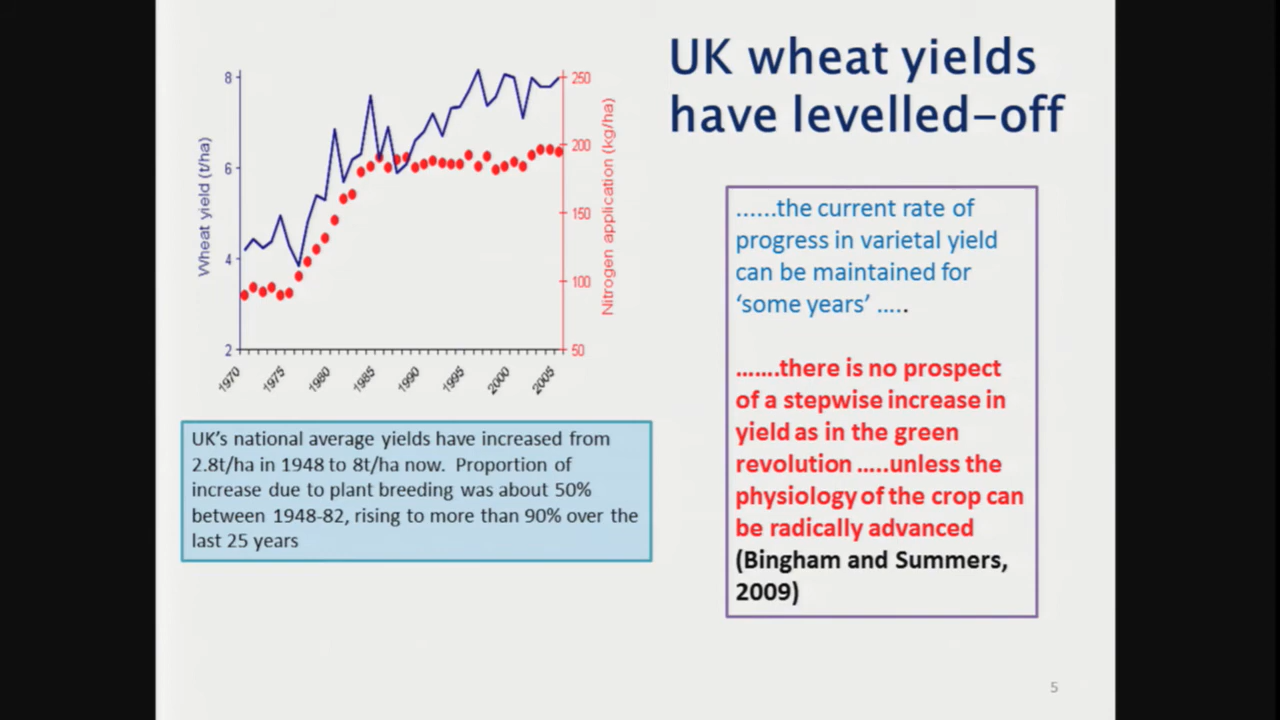 UK wheat yields
have levelled-off
8
6
4
2
Wheat yield (t/ha)
250
200
150
100
50
Nitrogen application (kg/ha)
1970
1975
1980
1985
1990
1995
2000
2005
UK's national average yields have increased from
2.8t/ha in 1948 to 8t/ha now. Proportion of
increase due to plant breeding was about 50%
between 1948-82, rising to more than 90% over the
last 25 years
......the current rate of
progress in varietal yield
can be maintained for
'some years' .....
.......there is no prospect
of a stepwise increase in
yield as in the green
revolution .....unless the
physiology of the crop can
be radically advanced
(Bingham and Summers,
2009)
5